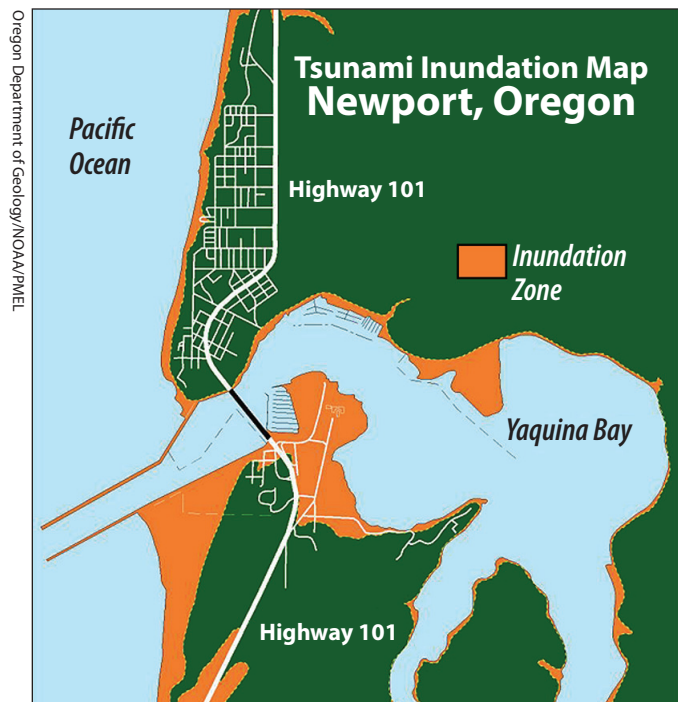 Oregon Department of Geology/NOAA/PMEL
Tsunami Inundation Map
Newport, Oregon
Pacific
Ocean
Highway 101
Inundation
Zone
Yaquina Bay
Highway 101